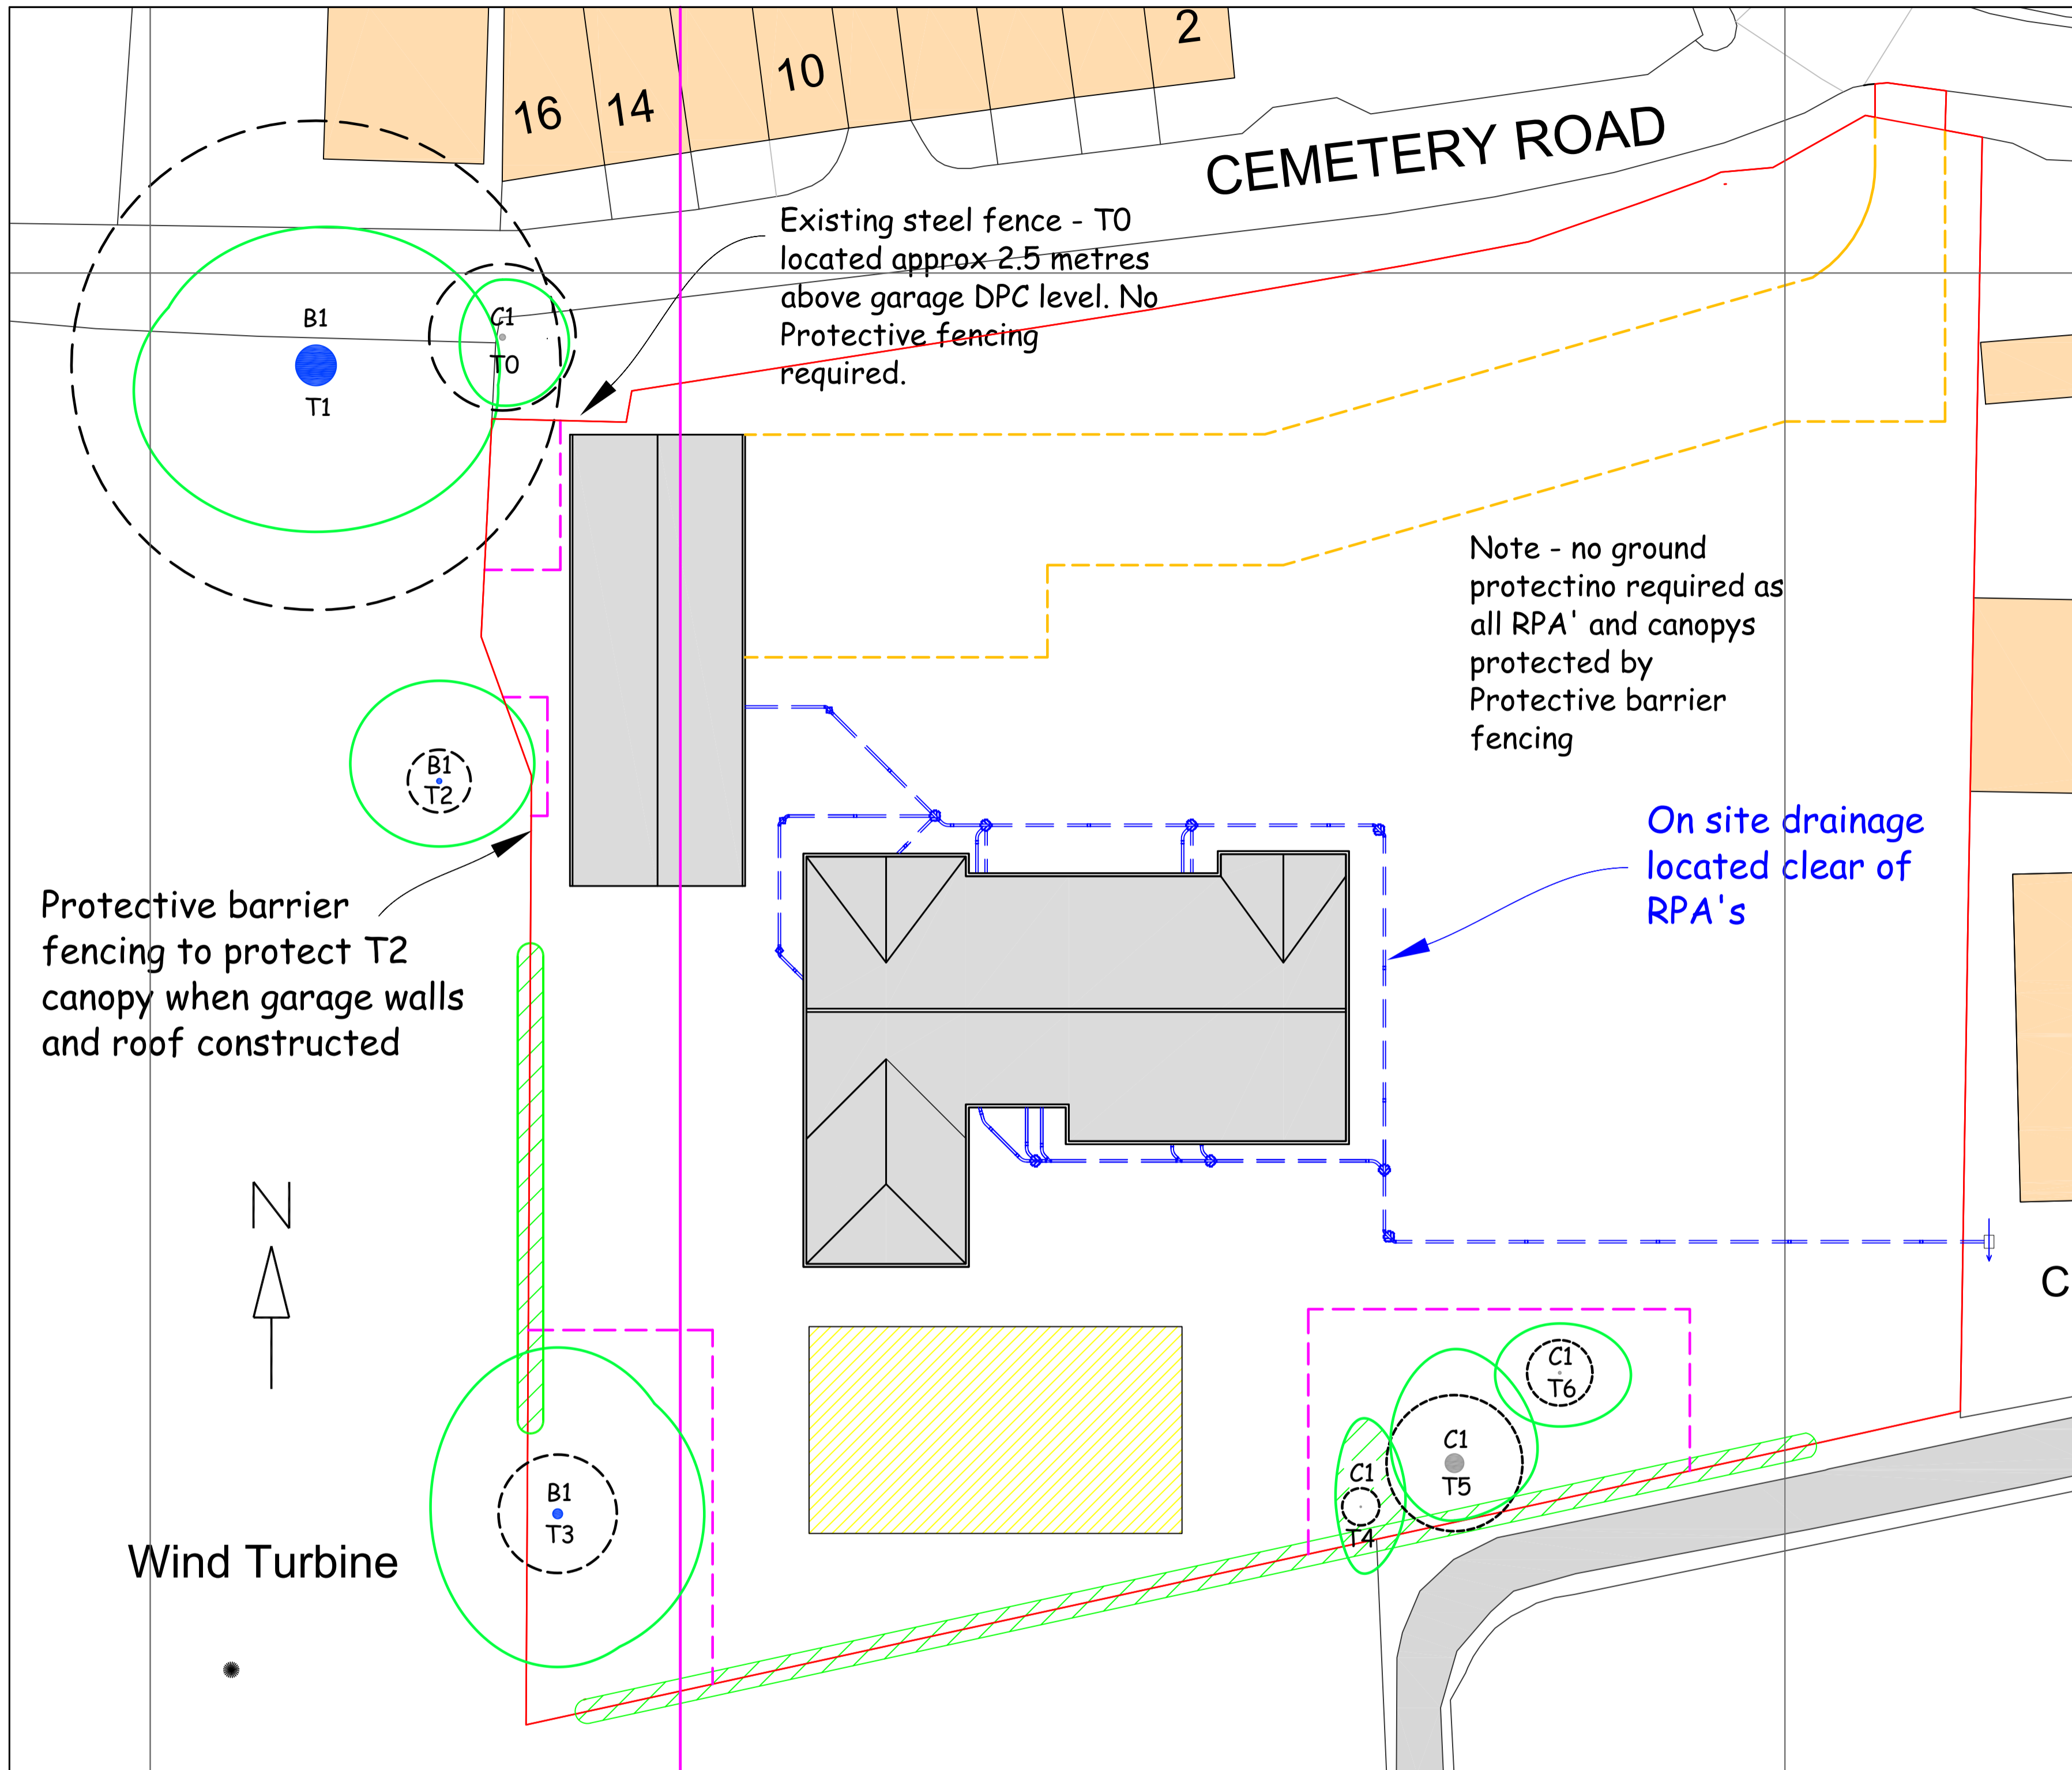 2
10
14
16
CEMETERY ROAD
Existing steel fence - T0
located approx 2.5 metres
above garage DPC level. No
Protective fencing
required.
B1
T1
C1
T0
Note - no ground
protectino required as
all RPA' and canopys
protected by
Protective barrier
fencing
B1
T2
On site drainage
located clear of
RPA's
Protective barrier
fencing to protect T2
canopy when garage walls
and roof constructed
N
C
C1
T6
C1
T5
C1
T4
B1
T3
Wind Turbine